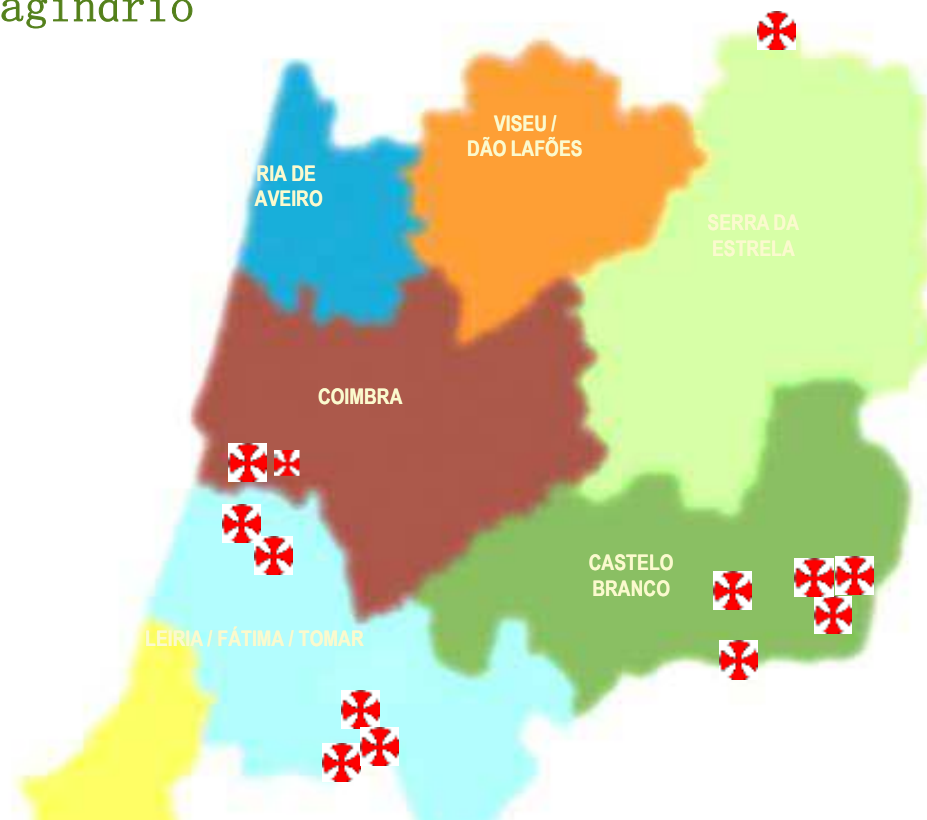 aginário
VISEU /
DÃO LAFÕES
RIA DE
AVEIRO
SERRA DA
ESTRELA
COIMBRA
CASTELO
BRANCO
LEIRIA / FÁTIMA / TOMAR